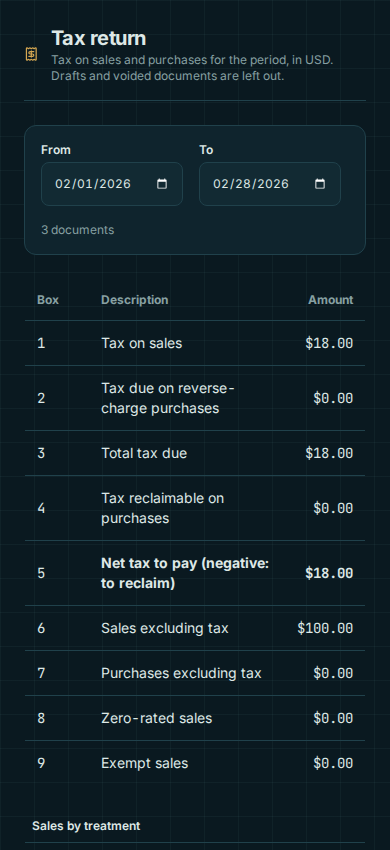 Tax return
Tax on sales and purchases for the period, in USD.
Drafts and voided documents are left out.
From To
02/01/2026 02/28/2026
3 documents
Box Description Amount
1 Tax on sales $18.00
2 Tax due on reverse-
charge purchases $0.00
3 Total tax due $18.00
4 Tax reclaimable on
purchases $0.00
5 Net tax to pay (negative:
to reclaim) $18.00
6 Sales excluding tax $100.00
7 Purchases excluding tax $0.00
8 Zero-rated sales $0.00
9 Exempt sales $0.00
Sales by treatment